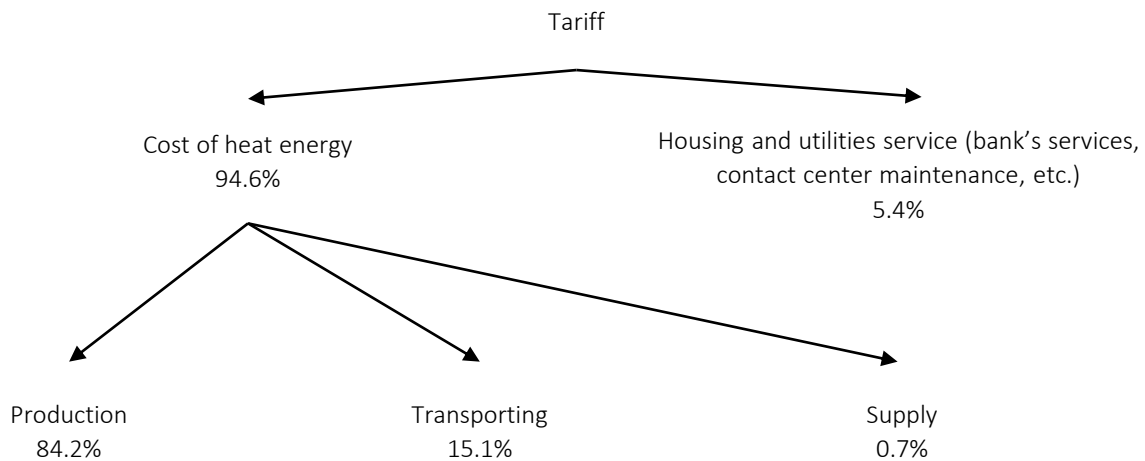 Tariff
Cost of heat energy
94.6%
Housing and utilities service (bank’s services,
contact center maintenance, etc.)
5.4%
Production
84.2%
Transporting
15.1%
Supply
0.7%